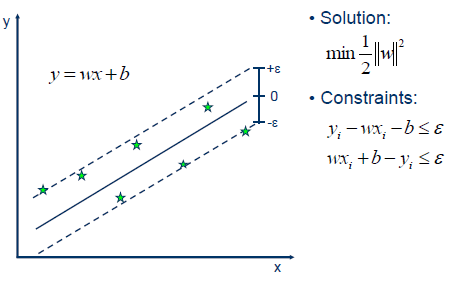 y
y = wx + b
+ε
0
-ε
x
• Solution:
min 1/2 ||w||²
• Constraints:
yᵢ − wxᵢ − b ≤ ε
wxᵢ + b − yᵢ ≤ ε